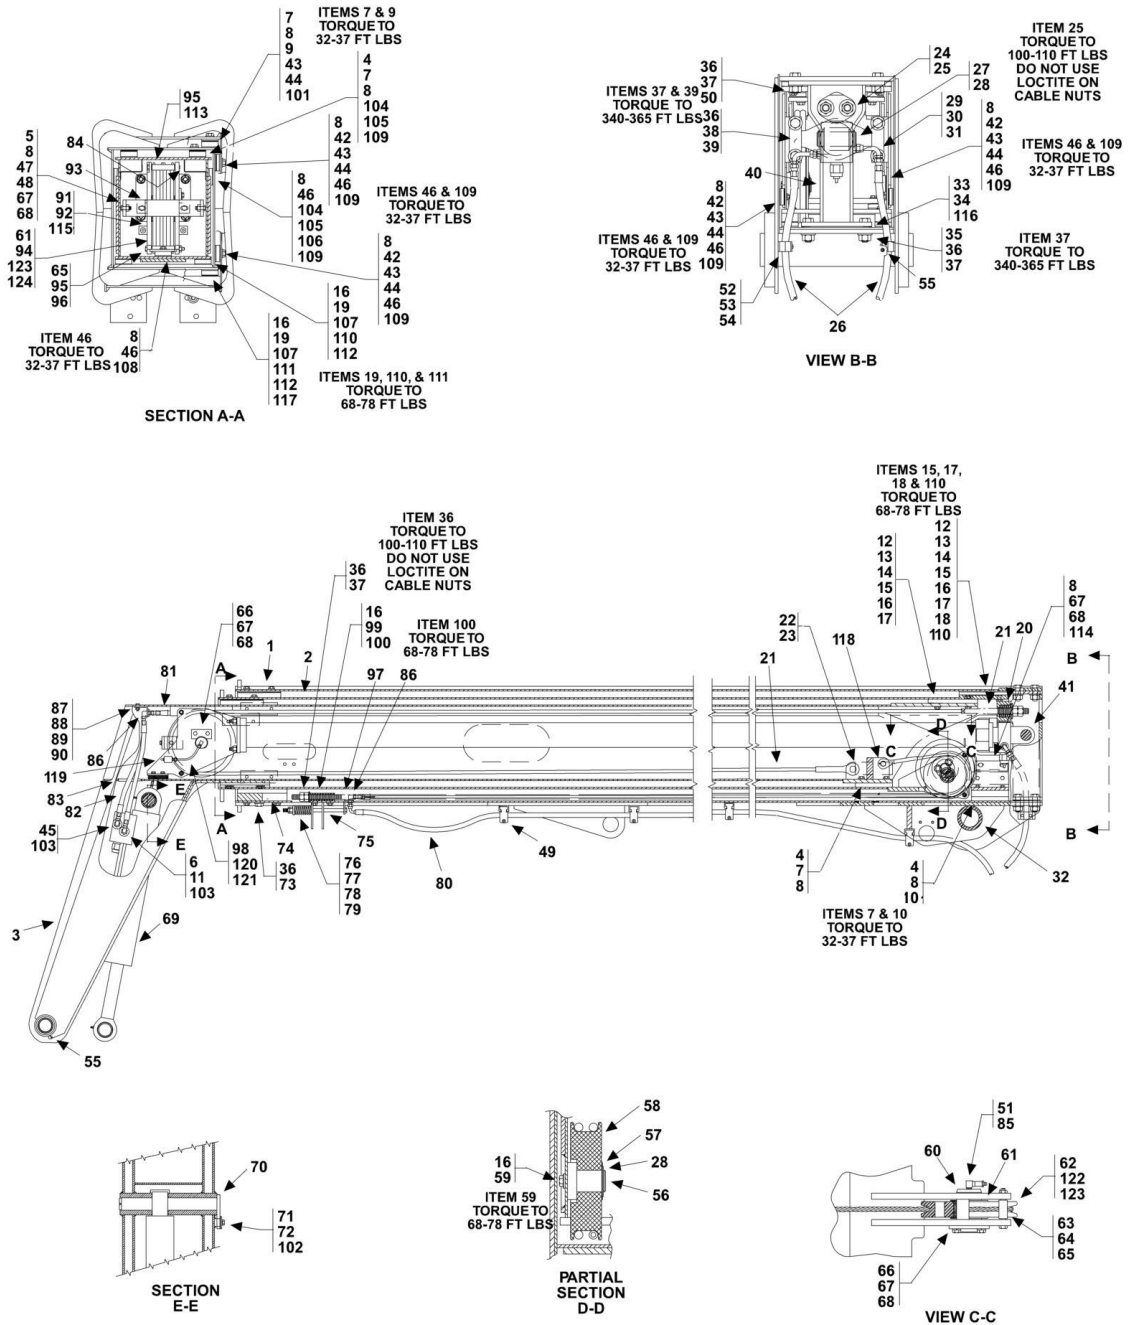 7
8
9
43
44
101
ITEMS 7 & 9
TORQUE TO
32-37 FT LBS
4
7
8
104
105
109
95
113
84
93
5
8
47
48
67
68
91
92
115
61
94
123
124
65
95
96
8
42
43
44
46
109
8
46
104
105
106
109
ITEMS 46 & 109
TORQUE TO
32-37 FT LBS
8
42
43
44
46
109
16
19
107
110
112
16
19
107
111
112
117
ITEM 46
TORQUE TO
32-37 FT LBS
8
46
108
ITEMS 19, 110, & 111
TORQUE TO
68-78 FT LBS
SECTION A-A
36
37
50
ITEMS 37 & 39
TORQUE TO
340-365 FT LBS
36
38
39
24
25
27
28
29
30
31
ITEM 25
TORQUE TO
100-110 FT LBS
DO NOT USE
LOCTITE ON
CABLE NUTS
8
42
43
44
46
109
ITEMS 46 & 109
TORQUE TO
32-37 FT LBS
40
8
42
43
44
46
109
ITEMS 46 & 109
TORQUE TO
32-37 FT LBS
33
34
116
35
36
37
ITEM 37
TORQUE TO
340-365 FT LBS
55
52
53
54
26
VIEW B-B
ITEMS 15, 17,
18 & 110
TORQUE TO
68-78 FT LBS
12
13
14
15
16
17
12
13
14
15
16
17
18
110
8
67
68
114
21
20
B
41
ITEM 36
TORQUE TO
100-110 FT LBS
DO NOT USE
LOCTITE ON
CABLE NUTS
36
37
16
99
100
ITEM 100
TORQUE TO
68-78 FT LBS
66
67
68
1
2
A
97
86
22
23
118
21
D
C
C
81
87
88
89
90
86
119
83
82
45
103
E
E
6
11
103
A
98
120
121
36
73
74
75
76
77
78
79
80
49
4
7
8
4
8
10
D
32
B
ITEMS 7 & 10
TORQUE TO
32-37 FT LBS
3
69
55
70
71
72
102
SECTION
E-E
58
57
28
56
16
59
ITEM 59
TORQUE TO
68-78 FT LBS
PARTIAL
SECTION
D-D
51
85
60
61
62
122
123
63
64
65
66
67
68
VIEW C-C